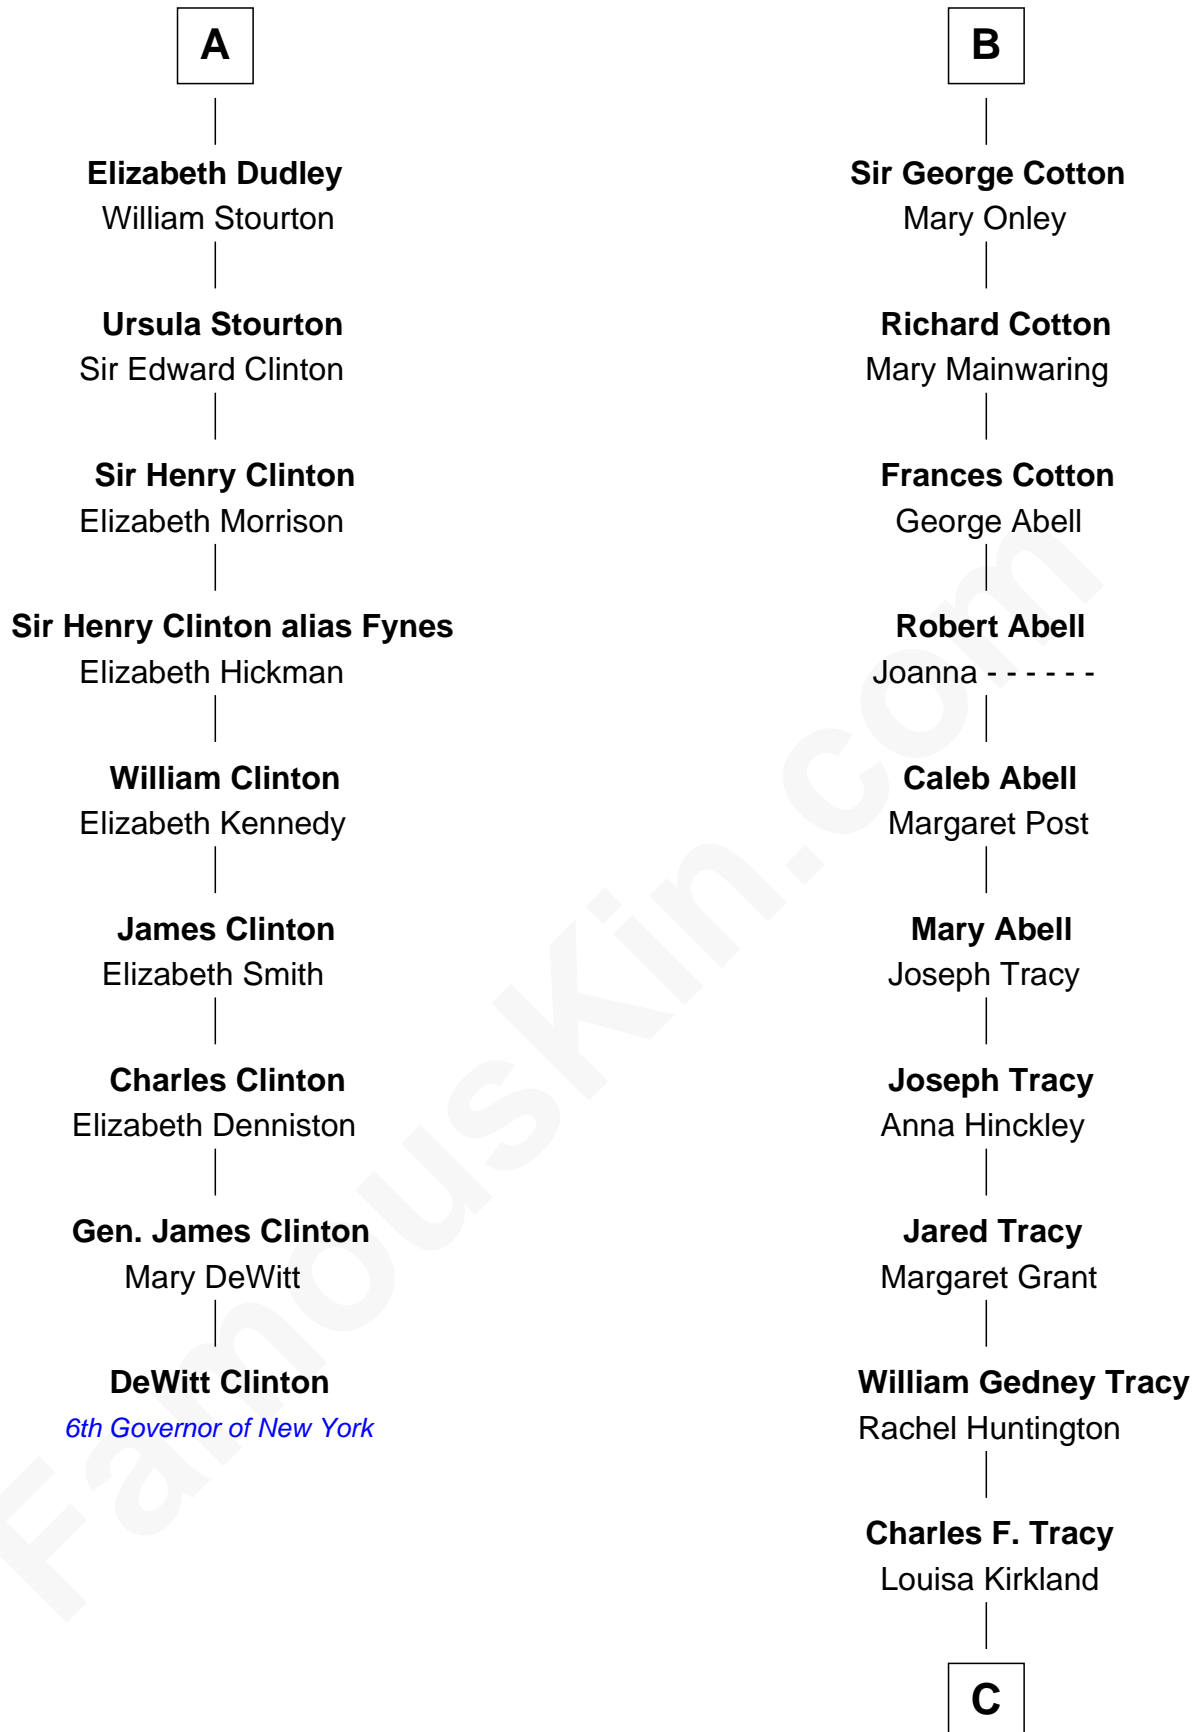 A
Elizabeth Dudley
William Stourton
Ursula Stourton
Sir Edward Clinton
Sir Henry Clinton
Elizabeth Morrison
Sir Henry Clinton alias Fynes
Elizabeth Hickman
William Clinton
Elizabeth Kennedy
James Clinton
Elizabeth Smith
Charles Clinton
Elizabeth Denniston
Gen. James Clinton
Mary DeWitt
DeWitt Clinton
6th Governor of New York
B
Sir George Cotton
Mary Onley
Richard Cotton
Mary Mainwaring
Frances Cotton
George Abell
Robert Abell
Joanna - - - - - -
Caleb Abell
Margaret Post
Mary Abell
Joseph Tracy
Joseph Tracy
Anna Hinckley
Jared Tracy
Margaret Grant
William Gedney Tracy
Rachel Huntington
Charles F. Tracy
Louisa Kirkland
C
FamousKin.com